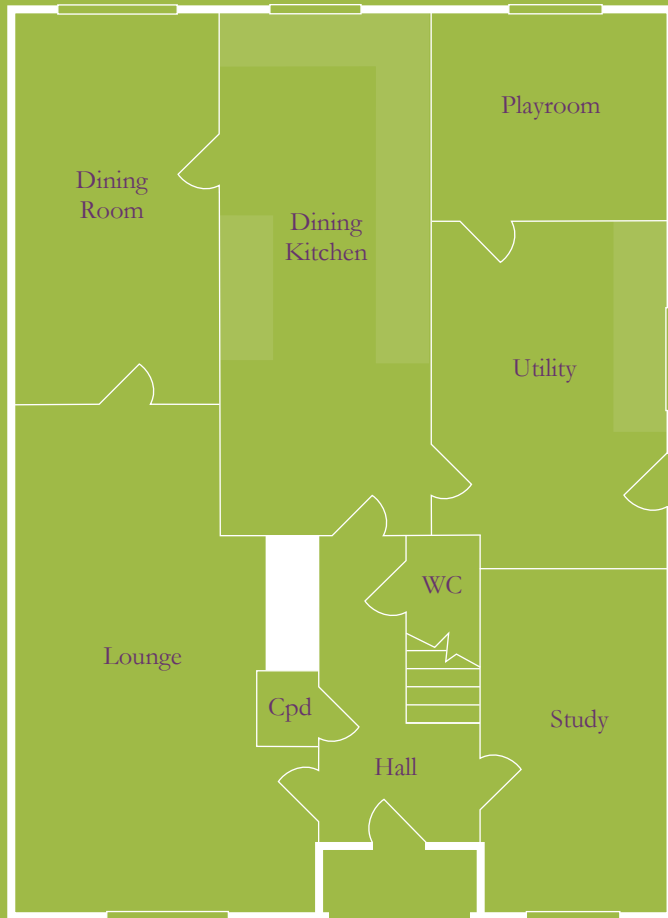 Playroom
Dining
Room
Dining
Kitchen
Utility
WC
Lounge
Cpd
Study
Hall